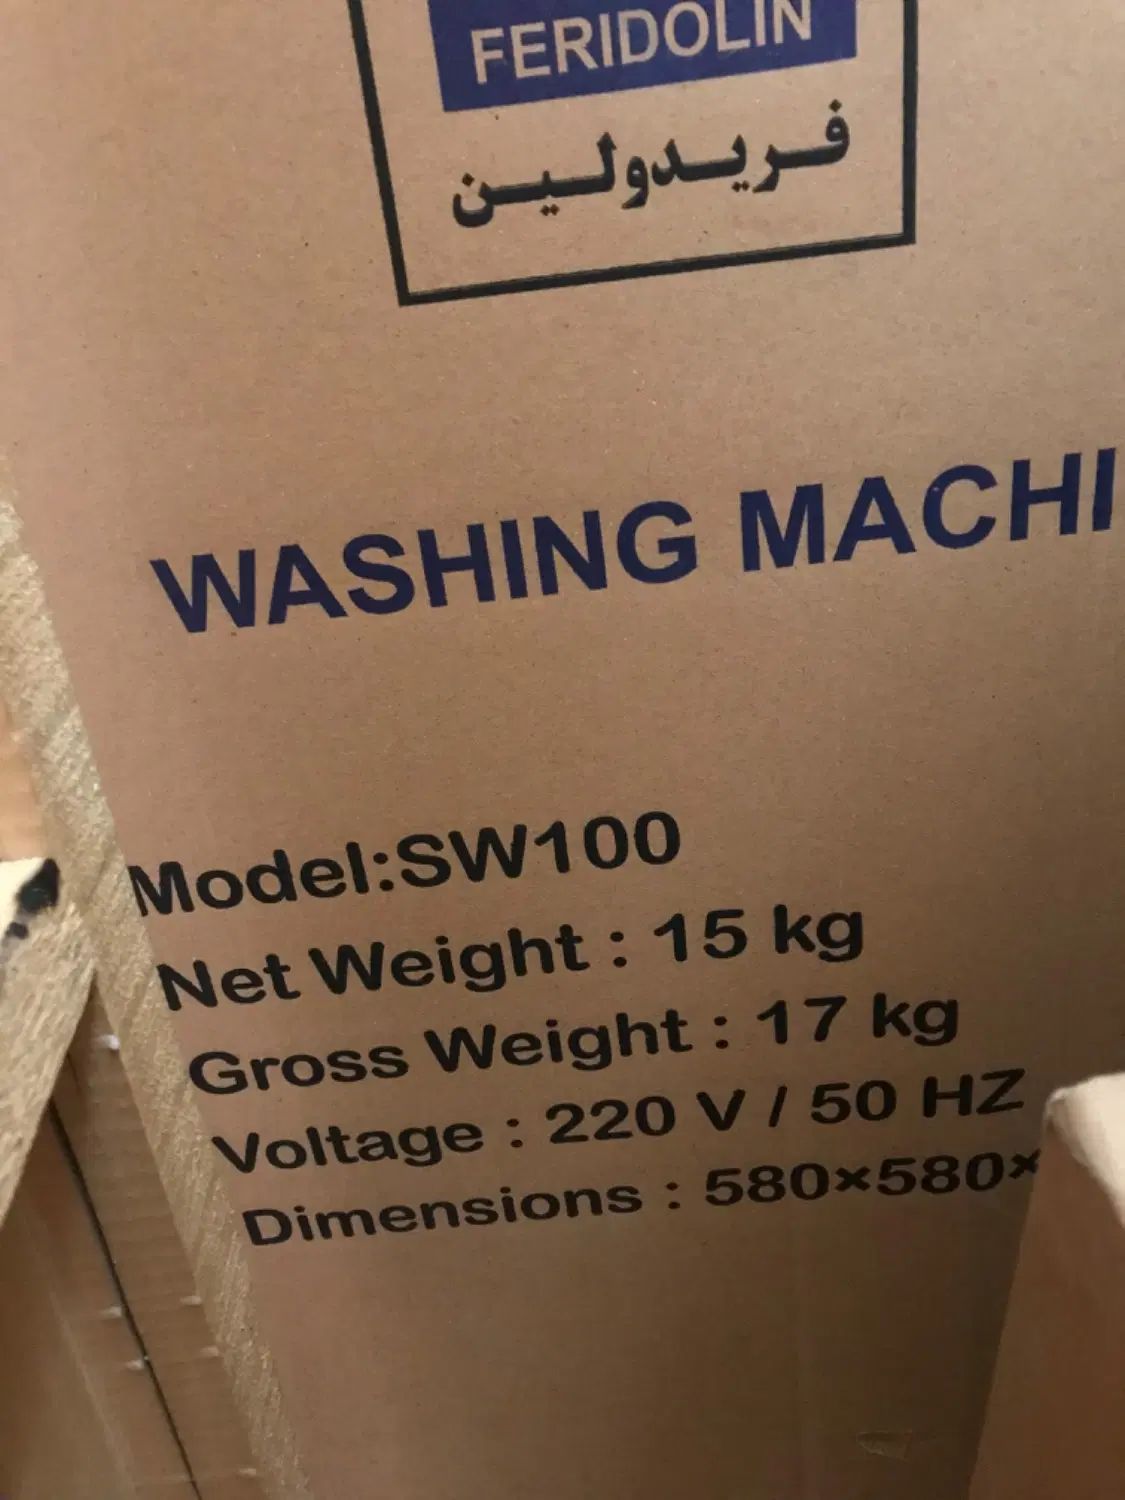 FERIDOLIN
فریدولین
WASHING MACHI
Model:SW100
Net Weight : 15 kg
Gross Weight : 17 kg
Voltage : 220 V / 50 HZ
Dimensions : 580×580×